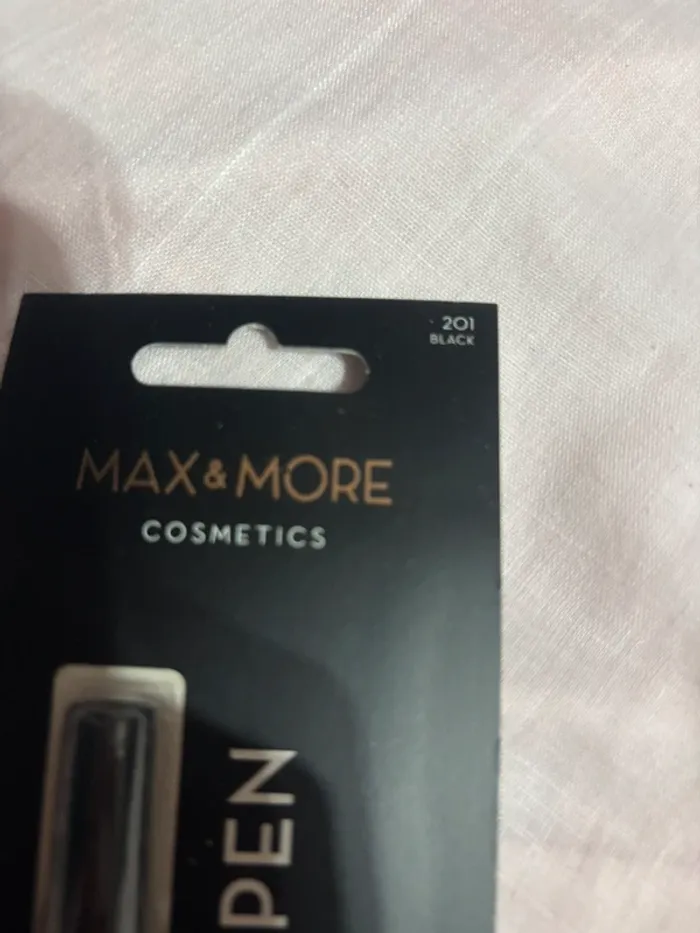 201
BLACK
MAX & MORE
COSMETICS
PEN